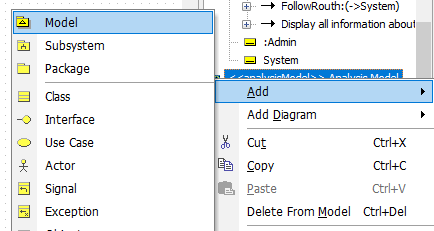 FollowRouth:(->System)
Display all information about
:Admin
System
<<analysisModel>> Analysis Model
Model
Subsystem
Package
Class
Interface
Use Case
Actor
Signal
Exception
Add
Add Diagram
Cut Ctrl+X
Copy Ctrl+C
Paste Ctrl+V
Delete From Model Ctrl+Del